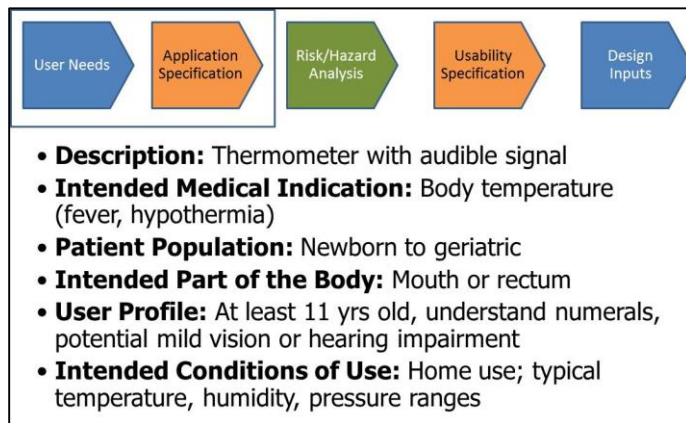 User Needs
Application
Specification
Risk/Hazard
Analysis
Usability
Specification
Design
Inputs
• Description: Thermometer with audible signal
• Intended Medical Indication: Body temperature
(fever, hypothermia)
• Patient Population: Newborn to geriatric
• Intended Part of the Body: Mouth or rectum
• User Profile: At least 11 yrs old, understand numerals,
potential mild vision or hearing impairment
• Intended Conditions of Use: Home use; typical
temperature, humidity, pressure ranges